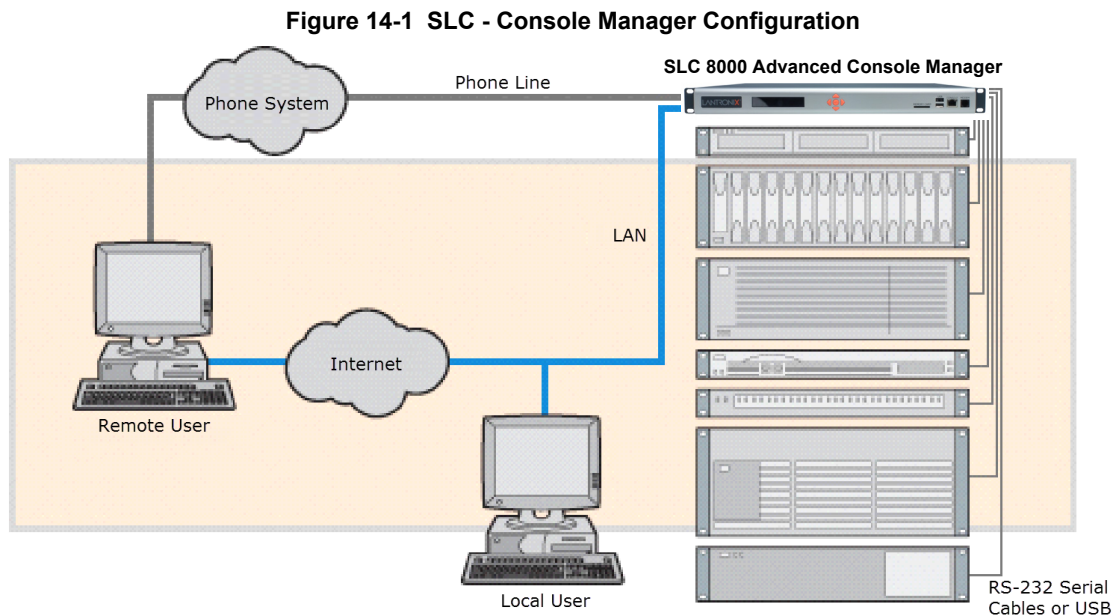 Figure 14-1  SLC - Console Manager Configuration
SLC 8000 Advanced Console Manager
Phone Line
Phone System
LANTRONIX
LAN
Internet
Remote User
Local User
RS-232 Serial
Cables or USB